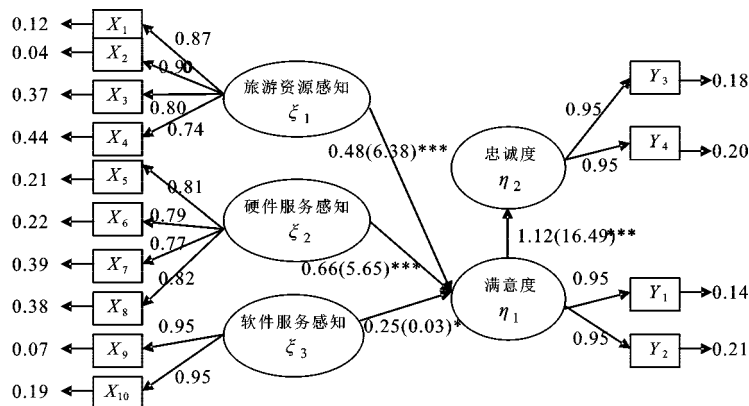 0.12 X₁ 0.87
0.04 X₂ 0.90
0.37 X₃ 0.80
0.44 X₄ 0.74
旅游资源感知
ξ₁
0.21 X₅ 0.81
0.22 X₆ 0.79
0.39 X₇ 0.77
0.38 X₈ 0.82
硬件服务感知
ξ₂
0.07 X₉ 0.95
0.19 X₁₀ 0.95
软件服务感知
ξ₃
0.48(6.38)***
0.66(5.65)***
0.25(0.03)*
忠诚度
η₂
0.95 Y₃ 0.18
0.95 Y₄ 0.20
1.12(16.49)***
满意度
η₁
0.95 Y₁ 0.14
0.95 Y₂ 0.21